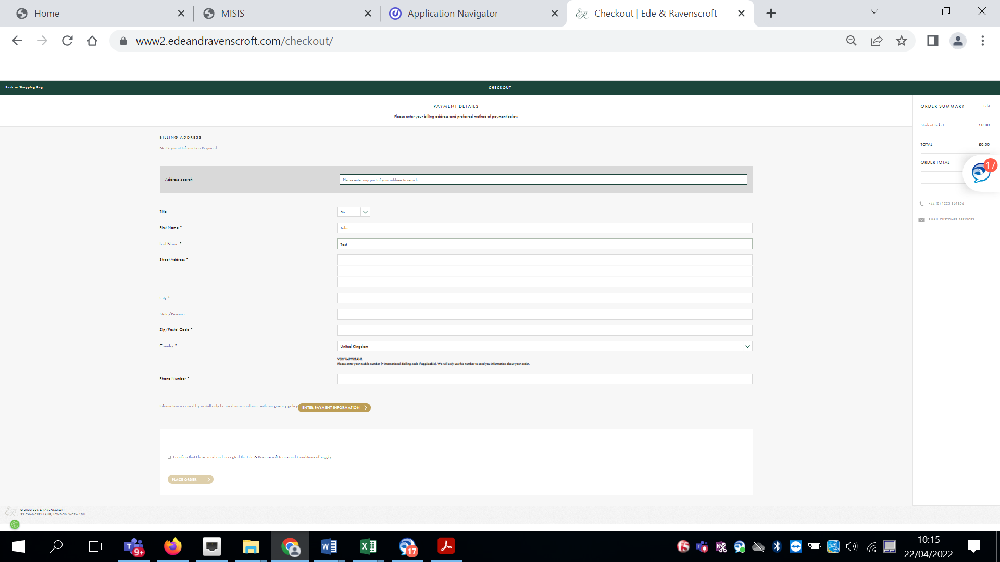 Home
MISIS
Application Navigator
Checkout | Ede & Ravenscroft
www2.edeandravenscroft.com/checkout/
Back to Shopping Bag
CHECKOUT
PAYMENT DETAILS
Please enter your billing address and preferred method of payment below
BILLING ADDRESS
No Payment Information Required
Address Search
Please enter any part of your address to search
Title
Mr
First Name *
John
Last Name *
Test
Street Address *
City *
State/Province
Zip/Postal Code *
Country *
United Kingdom
VERY IMPORTANT:
Please enter your mobile number (+ international dialling code if applicable). We will only use this number to send you information about your order.
Phone Number *
Information received by us will only be used in accordance with our privacy policy
ENTER PAYMENT INFORMATION
I confirm that I have read and accepted the Ede & Ravenscroft Terms and Conditions of supply.
PLACE ORDER
ORDER SUMMARY
Edit
Student Ticket
£0.00
TOTAL
£0.00
ORDER TOTAL
17
+44 (0) 1223 861854
EMAIL CUSTOMER SERVICES
© 2022 EDE & RAVENSCROFT
93 CHANCERY LANE, LONDON WC2A 1DU
9+
17
10:15
22/04/2022